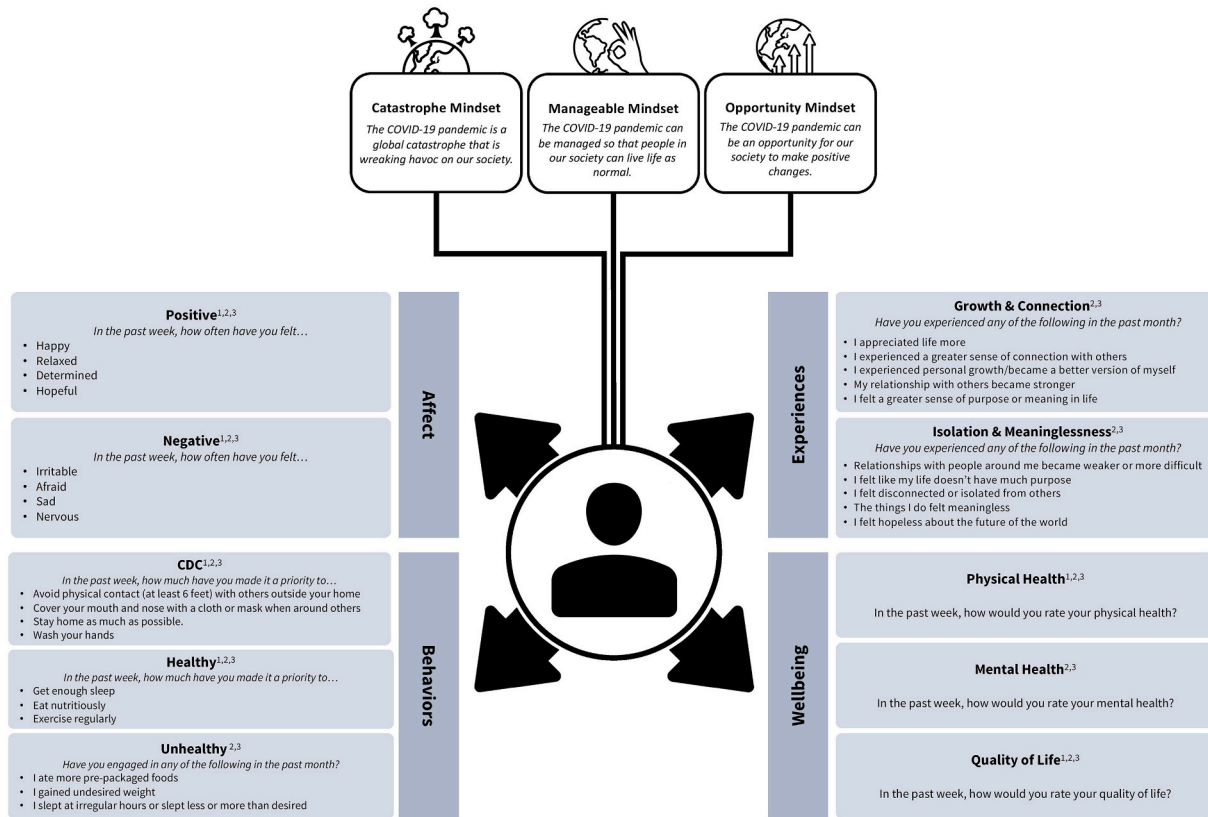 Catastrophe Mindset
The COVID-19 pandemic is a
global catastrophe that is
wreaking havoc on our society.
Manageable Mindset
The COVID-19 pandemic can
be managed so that people in
our society can live life as
normal.
Opportunity Mindset
The COVID-19 pandemic can
be an opportunity for our
society to make positive
changes.
Positive1,2,3
In the past week, how often have you felt…
• Happy
• Relaxed
• Determined
• Hopeful
Negative1,2,3
In the past week, how often have you felt…
• Irritable
• Afraid
• Sad
• Nervous
Affect
CDC1,2,3
In the past week, how much have you made it a priority to…
• Avoid physical contact (at least 6 feet) with others outside your home
• Cover your mouth and nose with a cloth or mask when around others
• Stay home as much as possible.
• Wash your hands
Healthy1,2,3
In the past week, how much have you made it a priority to…
• Get enough sleep
• Eat nutritiously
• Exercise regularly
Unhealthy 2,3
Have you engaged in any of the following in the past month?
• I ate more pre-packaged foods
• I gained undesired weight
• I slept at irregular hours or slept less or more than desired
Behaviors
Experiences
Growth & Connection2,3
Have you experienced any of the following in the past month?
• I appreciated life more
• I experienced a greater sense of connection with others
• I experienced personal growth/became a better version of myself
• My relationship with others became stronger
• I felt a greater sense of purpose or meaning in life
Isolation & Meaninglessness2,3
Have you experienced any of the following in the past month?
• Relationships with people around me became weaker or more difficult
• I felt like my life doesn't have much purpose
• I felt disconnected or isolated from others
• The things I do felt meaningless
• I felt hopeless about the future of the world
Wellbeing
Physical Health1,2,3
In the past week, how would you rate your physical health?
Mental Health2,3
In the past week, how would you rate your mental health?
Quality of Life1,2,3
In the past week, how would you rate your quality of life?